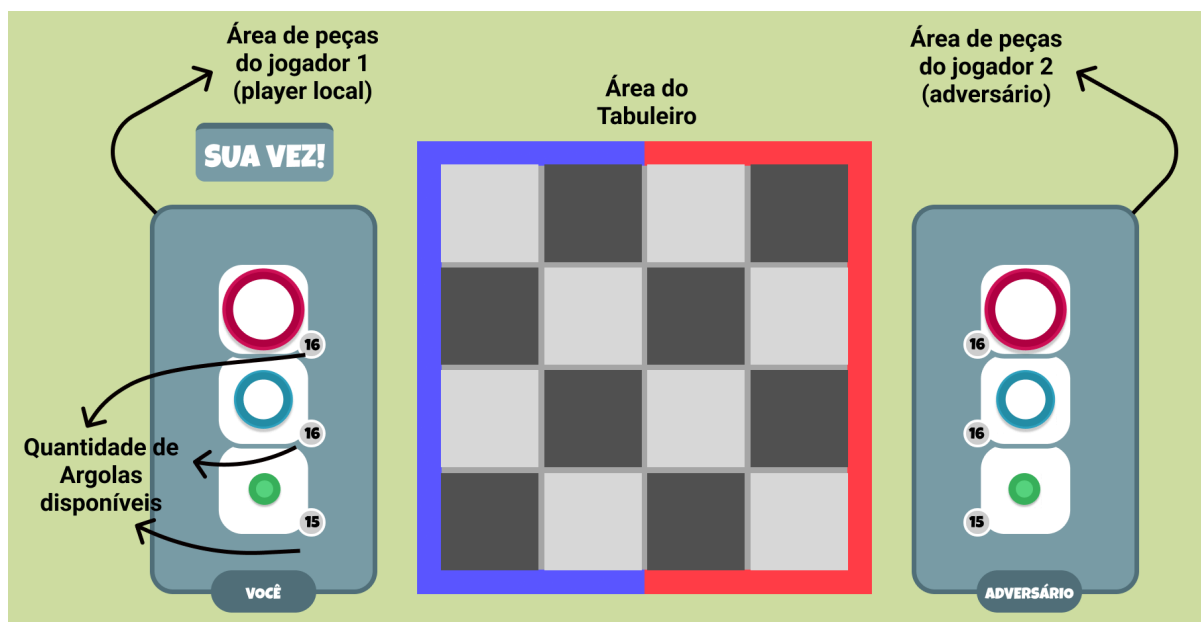 Área de peças
do jogador 1
(player local)
Área do
Tabuleiro
Área de peças
do jogador 2
(adversário)
SUA VEZ!
16
16
15
Quantidade de
Argolas
disponíveis
VOCÊ
16
16
15
ADVERSÁRIO